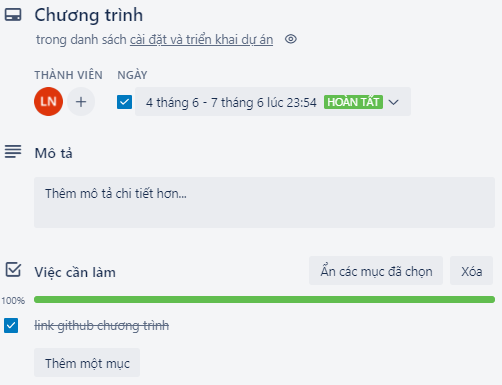 Chương trình
trong danh sách cài đặt và triển khai dự án
THÀNH VIÊN NGÀY
LN + 4 tháng 6 - 7 tháng 6 lúc 23:54 HOÀN TẤT
Mô tả
Thêm mô tả chi tiết hơn...
Việc cần làm Ẩn các mục đã chọn Xóa
100%
link github chương trình
Thêm một mục